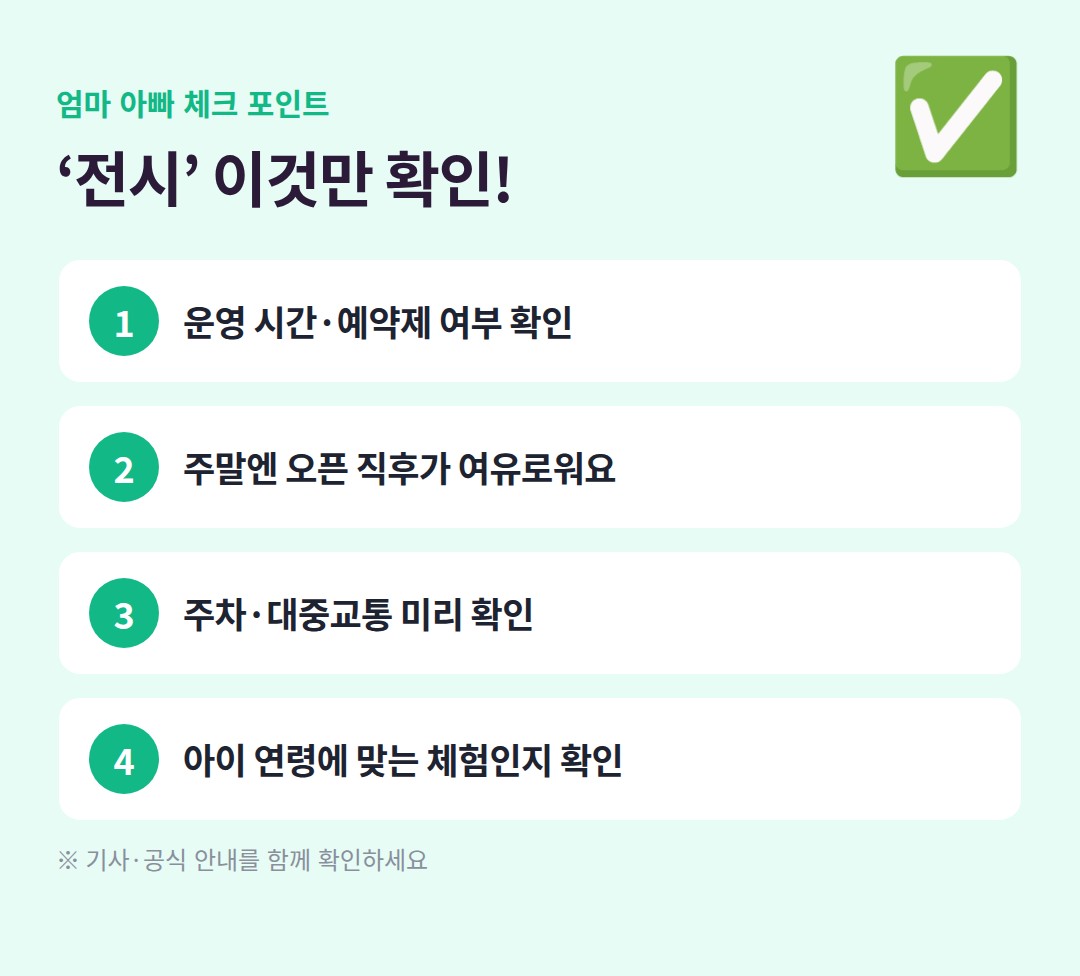 엄마 아빠 체크 포인트
‘전시’ 이것만 확인!
1 운영 시간·예약제 여부 확인
2 주말엔 오픈 직후가 여유로워요
3 주차·대중교통 미리 확인
4 아이 연령에 맞는 체험인지 확인
※ 기사·공식 안내를 함께 확인하세요